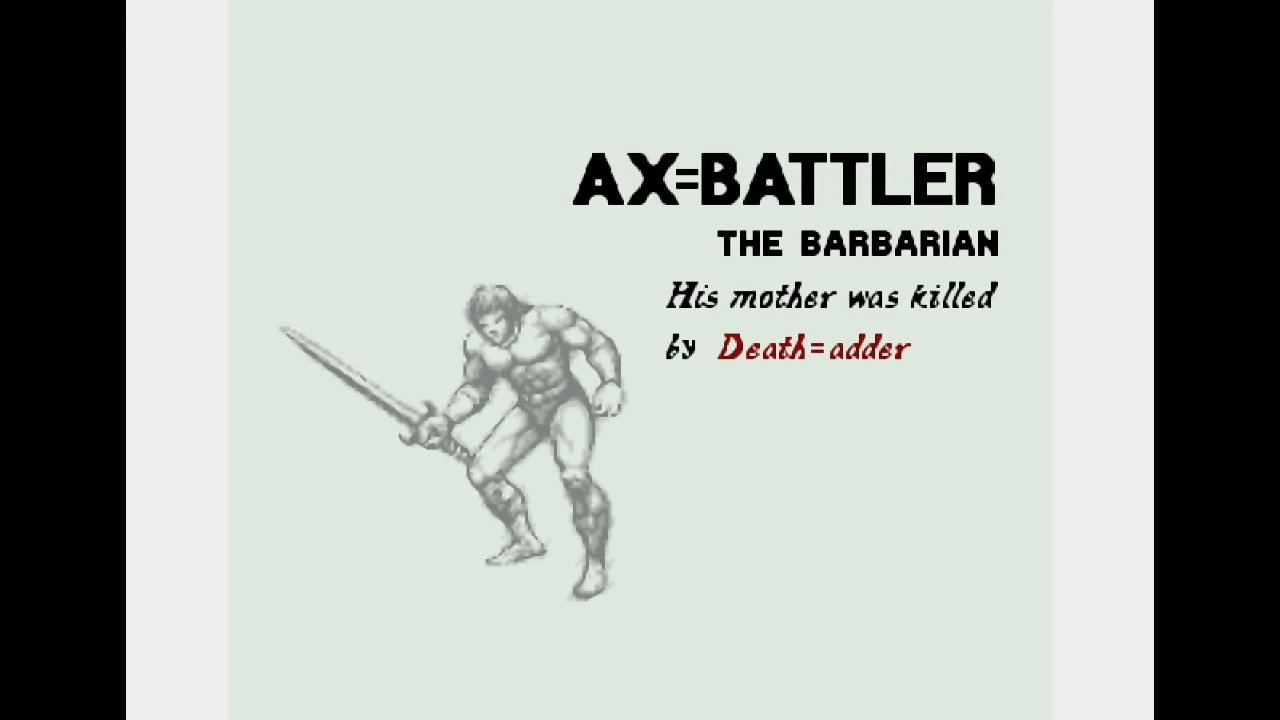 AX=BATTLER
THE BARBARIAN
His mother was killed
by Death=adder